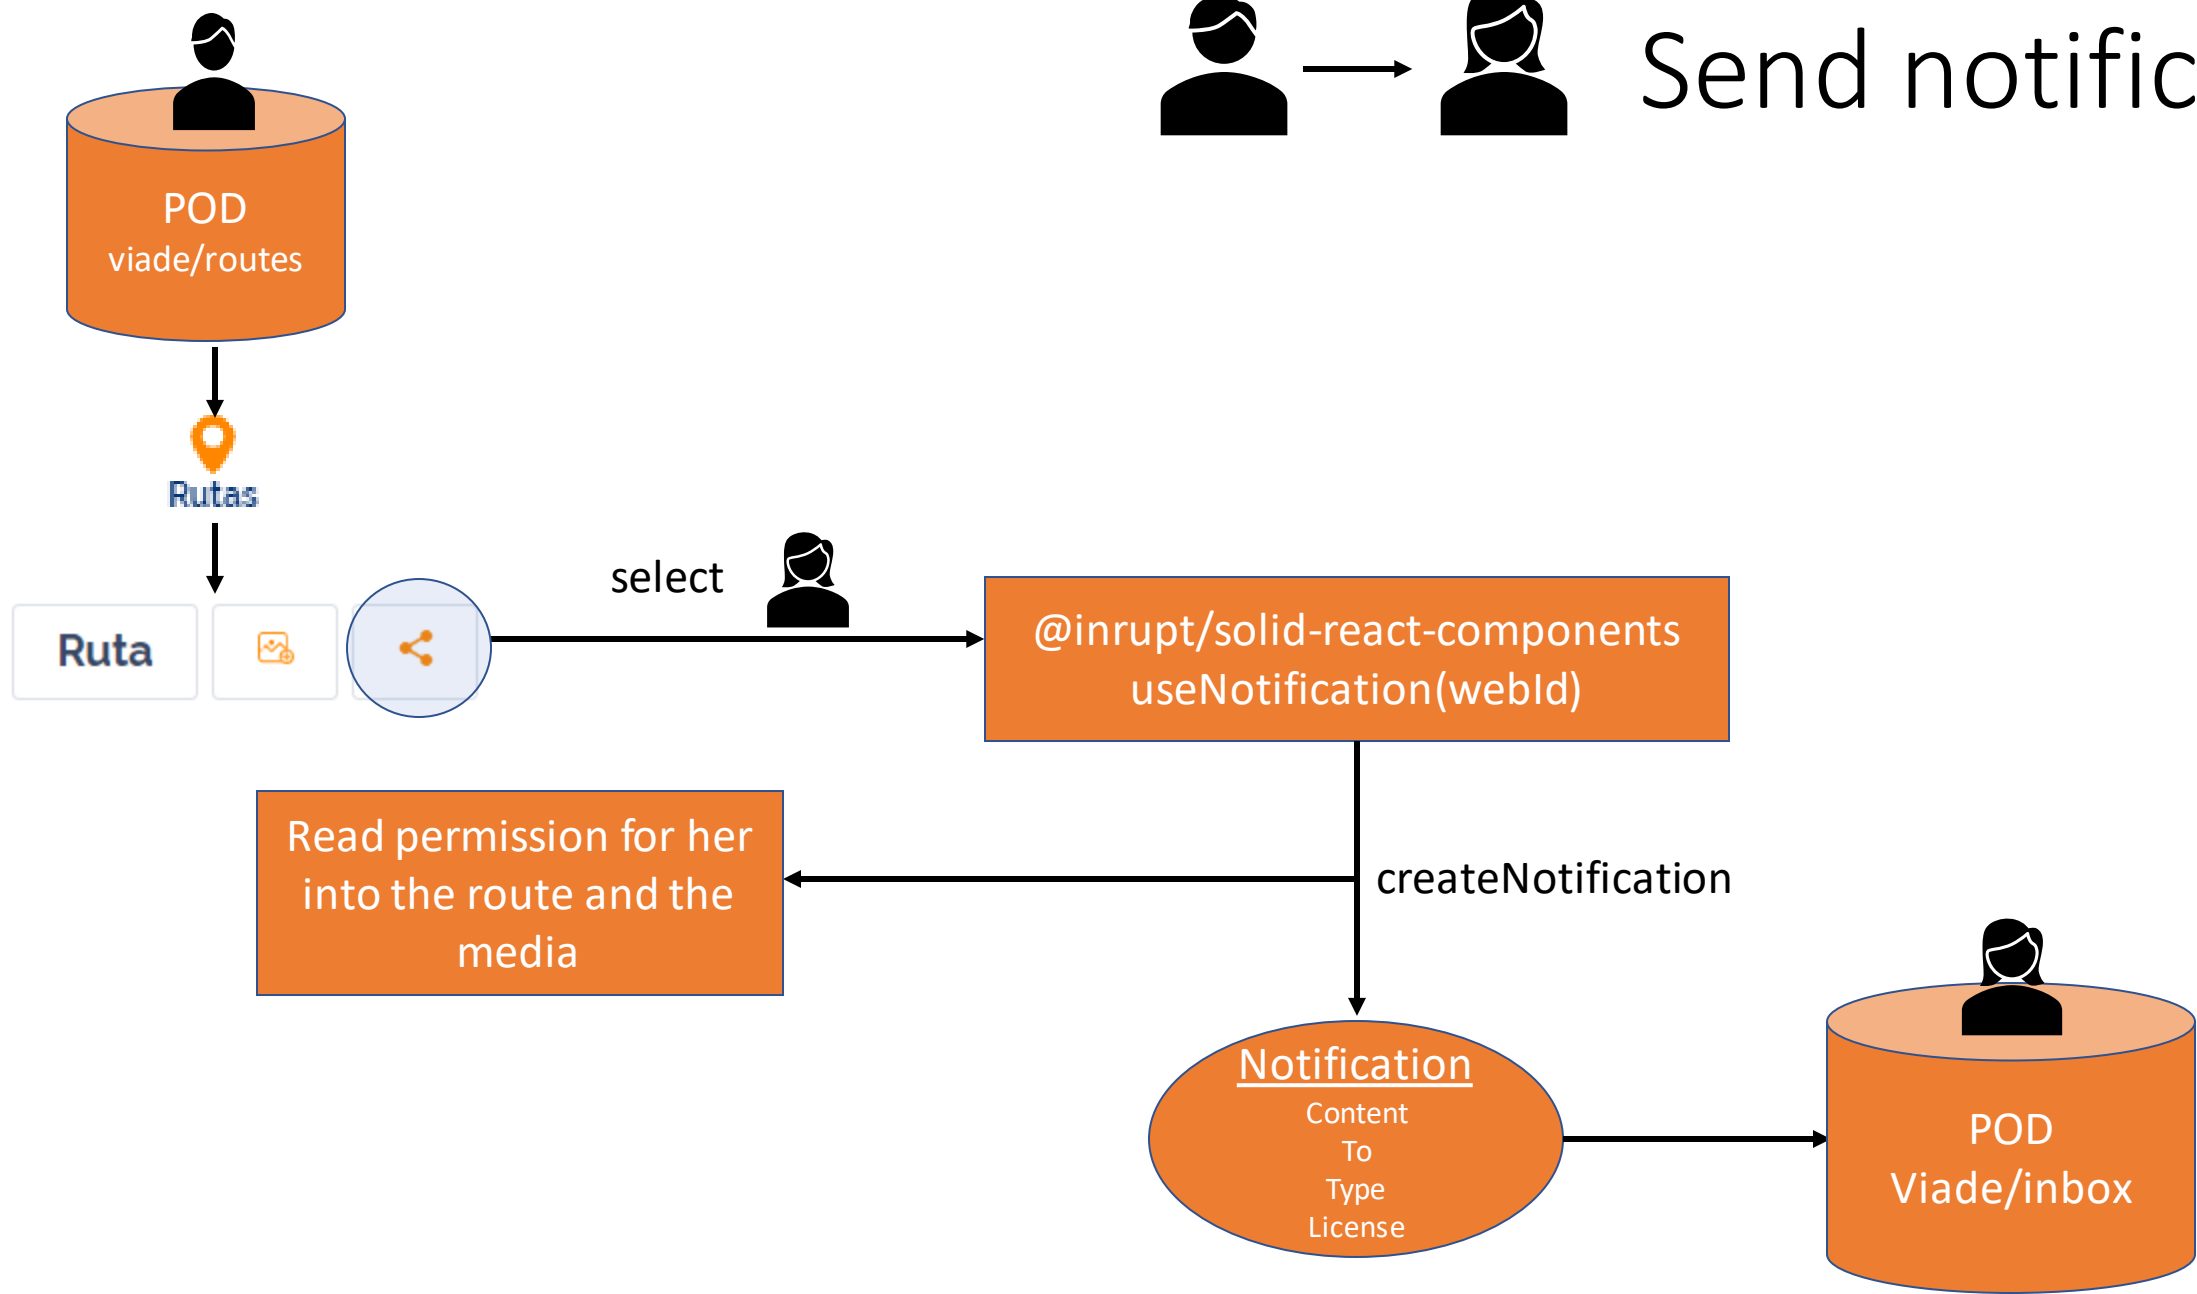 Send notific
POD
viade/routes
Rutas
Ruta
select
@inrupt/solid-react-components
useNotification(webId)
Read permission for her
into the route and the
media
createNotification
Notification
Content
To
Type
License
POD
Viade/inbox